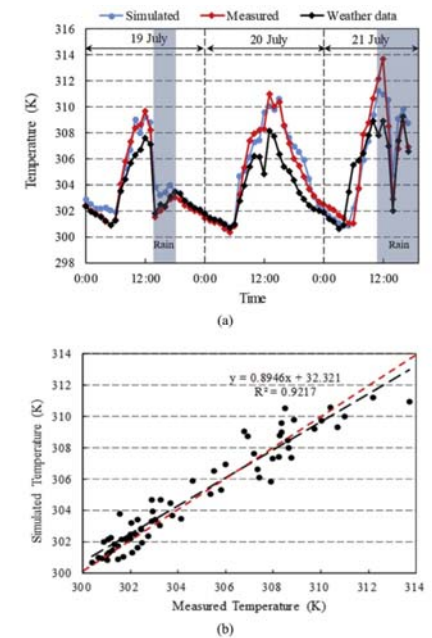 Simulated Measured Weather data
316
19 July 20 July 21 July
314
312
310
308
306
304
302
300
298
Temperature (K)
Rain Rain
0:00 12:00 0:00 12:00 0:00 12:00
Time
(a)
314
312
310
308
306
304
302
300
Simulated Temperature (K)
y = 0.8946x + 32.321
R² = 0.9217
300 302 304 306 308 310 312 314
Measured Temperature (K)
(b)